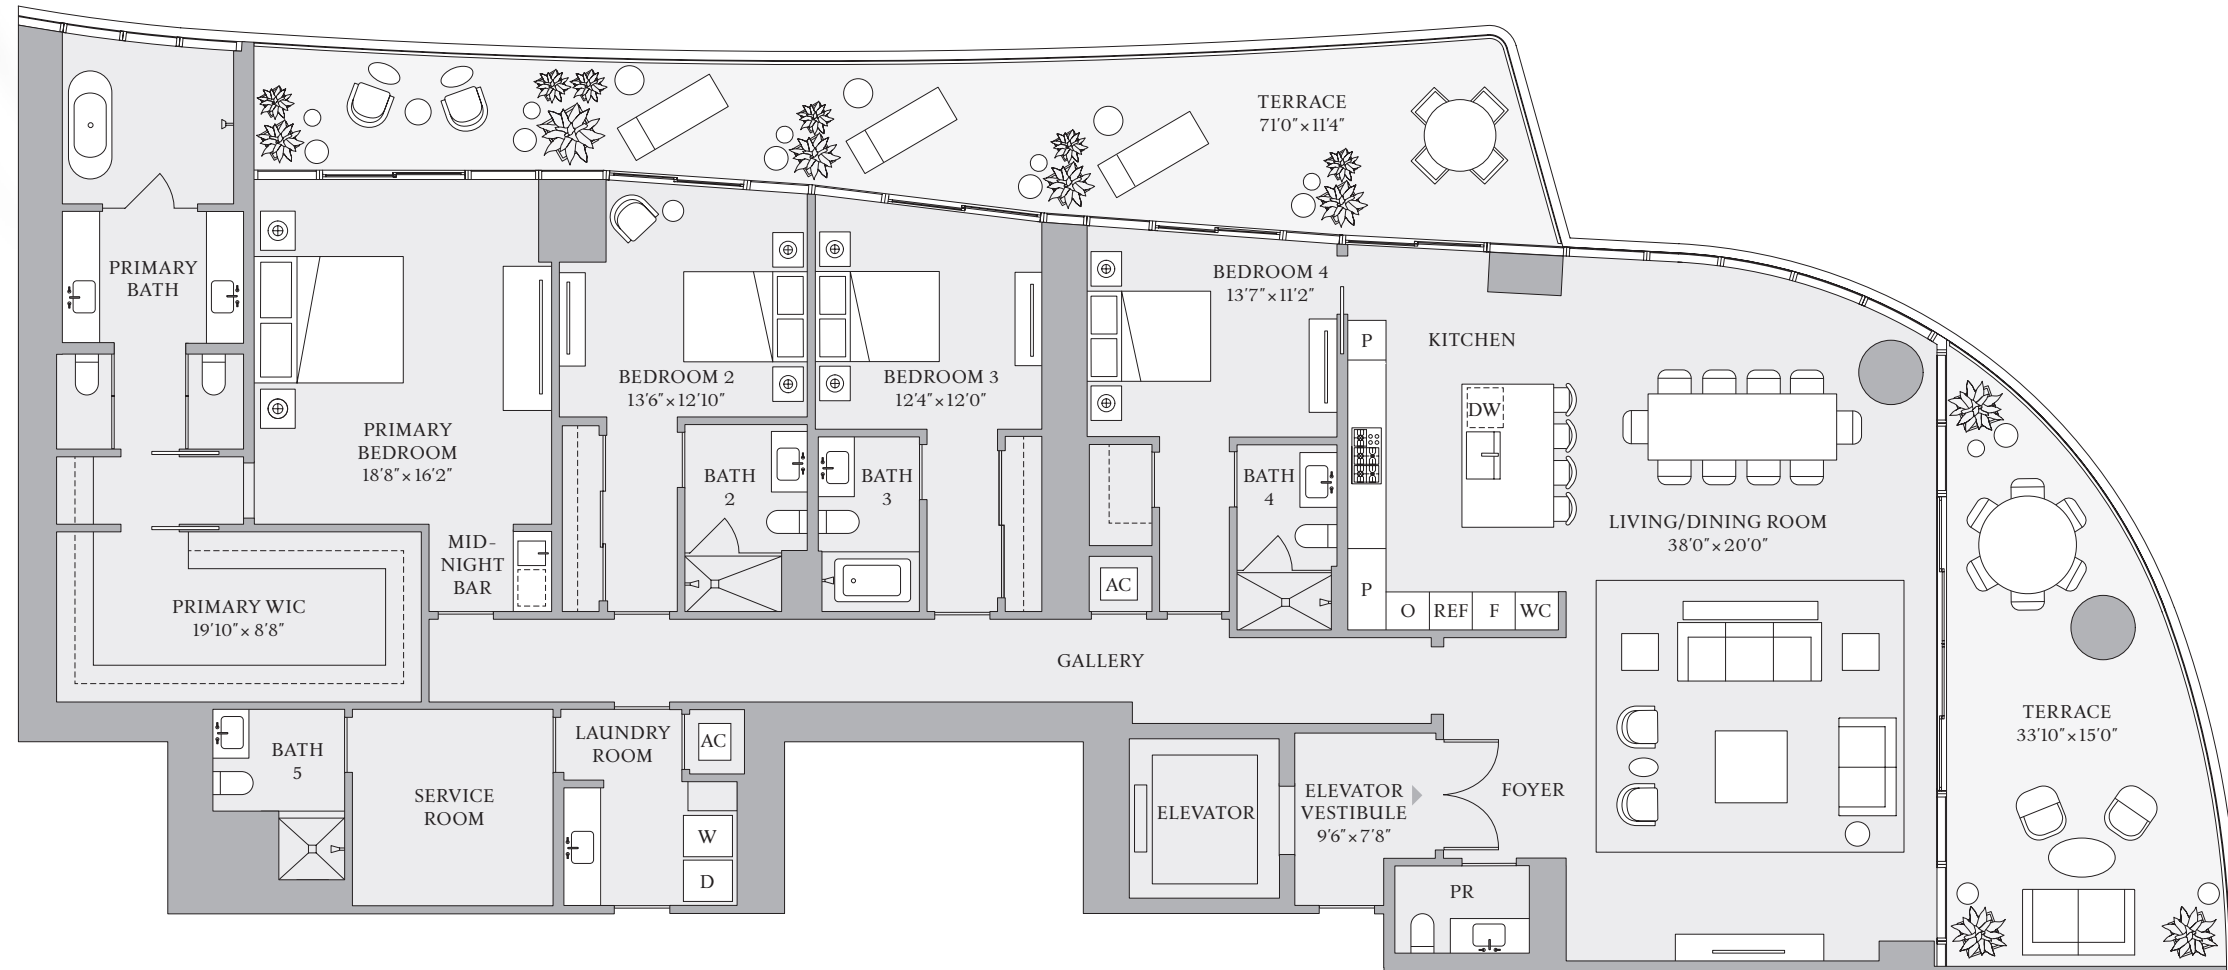 TERRACE
71'0"×11'4"
PRIMARY
BATH
BEDROOM 4
13'7"×11'2"
P
KITCHEN
BEDROOM 2
13'6"×12'10"
BEDROOM 3
12'4"×12'0"
DW
PRIMARY
BEDROOM
18'8"×16'2"
BATH
2
BATH
3
BATH
4
LIVING/DINING ROOM
38'0"×20'0"
MID-
NIGHT
BAR
AC
P
O
REF
F
WC
PRIMARY WIC
19'10"×8'8"
GALLERY
TERRACE
33'10"×15'0"
LAUNDRY
ROOM
AC
BATH
5
SERVICE
ROOM
ELEVATOR
ELEVATOR
VESTIBULE
9'6"×7'8"
FOYER
W
D
PR